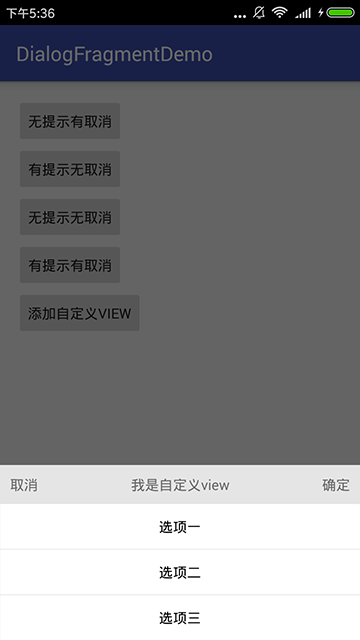 下午5:36
DialogFragmentDemo
无提示有取消
有提示无取消
无提示无取消
有提示有取消
添加自定义VIEW
取消 我是自定义view 确定
选项一
选项二
选项三